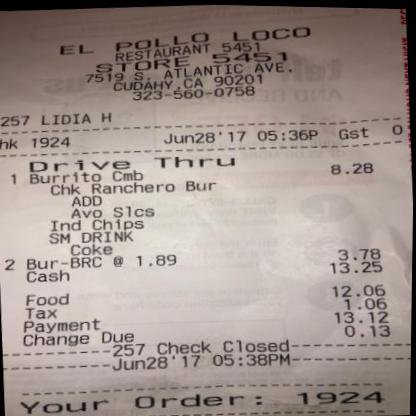 EL POLLO LOCO
RESTAURANT 5451
STORE 5451
7519 S. ATLANTIC AVE.
CUDAHY,CA 90201
323-560-0758
257 LIDIA H
hk 1924 Jun28'17 05:36P Gst 0
Drive Thru
1 Burrito Cmb 8.28
Chk Ranchero Bur
ADD
Avo Slcs
Ind Chips
SM DRINK
Coke
2 Bur-BRC @ 1.89 3.78
Cash 13.25
Food 12.06
Tax 1.06
Payment 13.12
Change Due 0.13
257 Check Closed
Jun28'17 05:38PM
Your Order: 1924